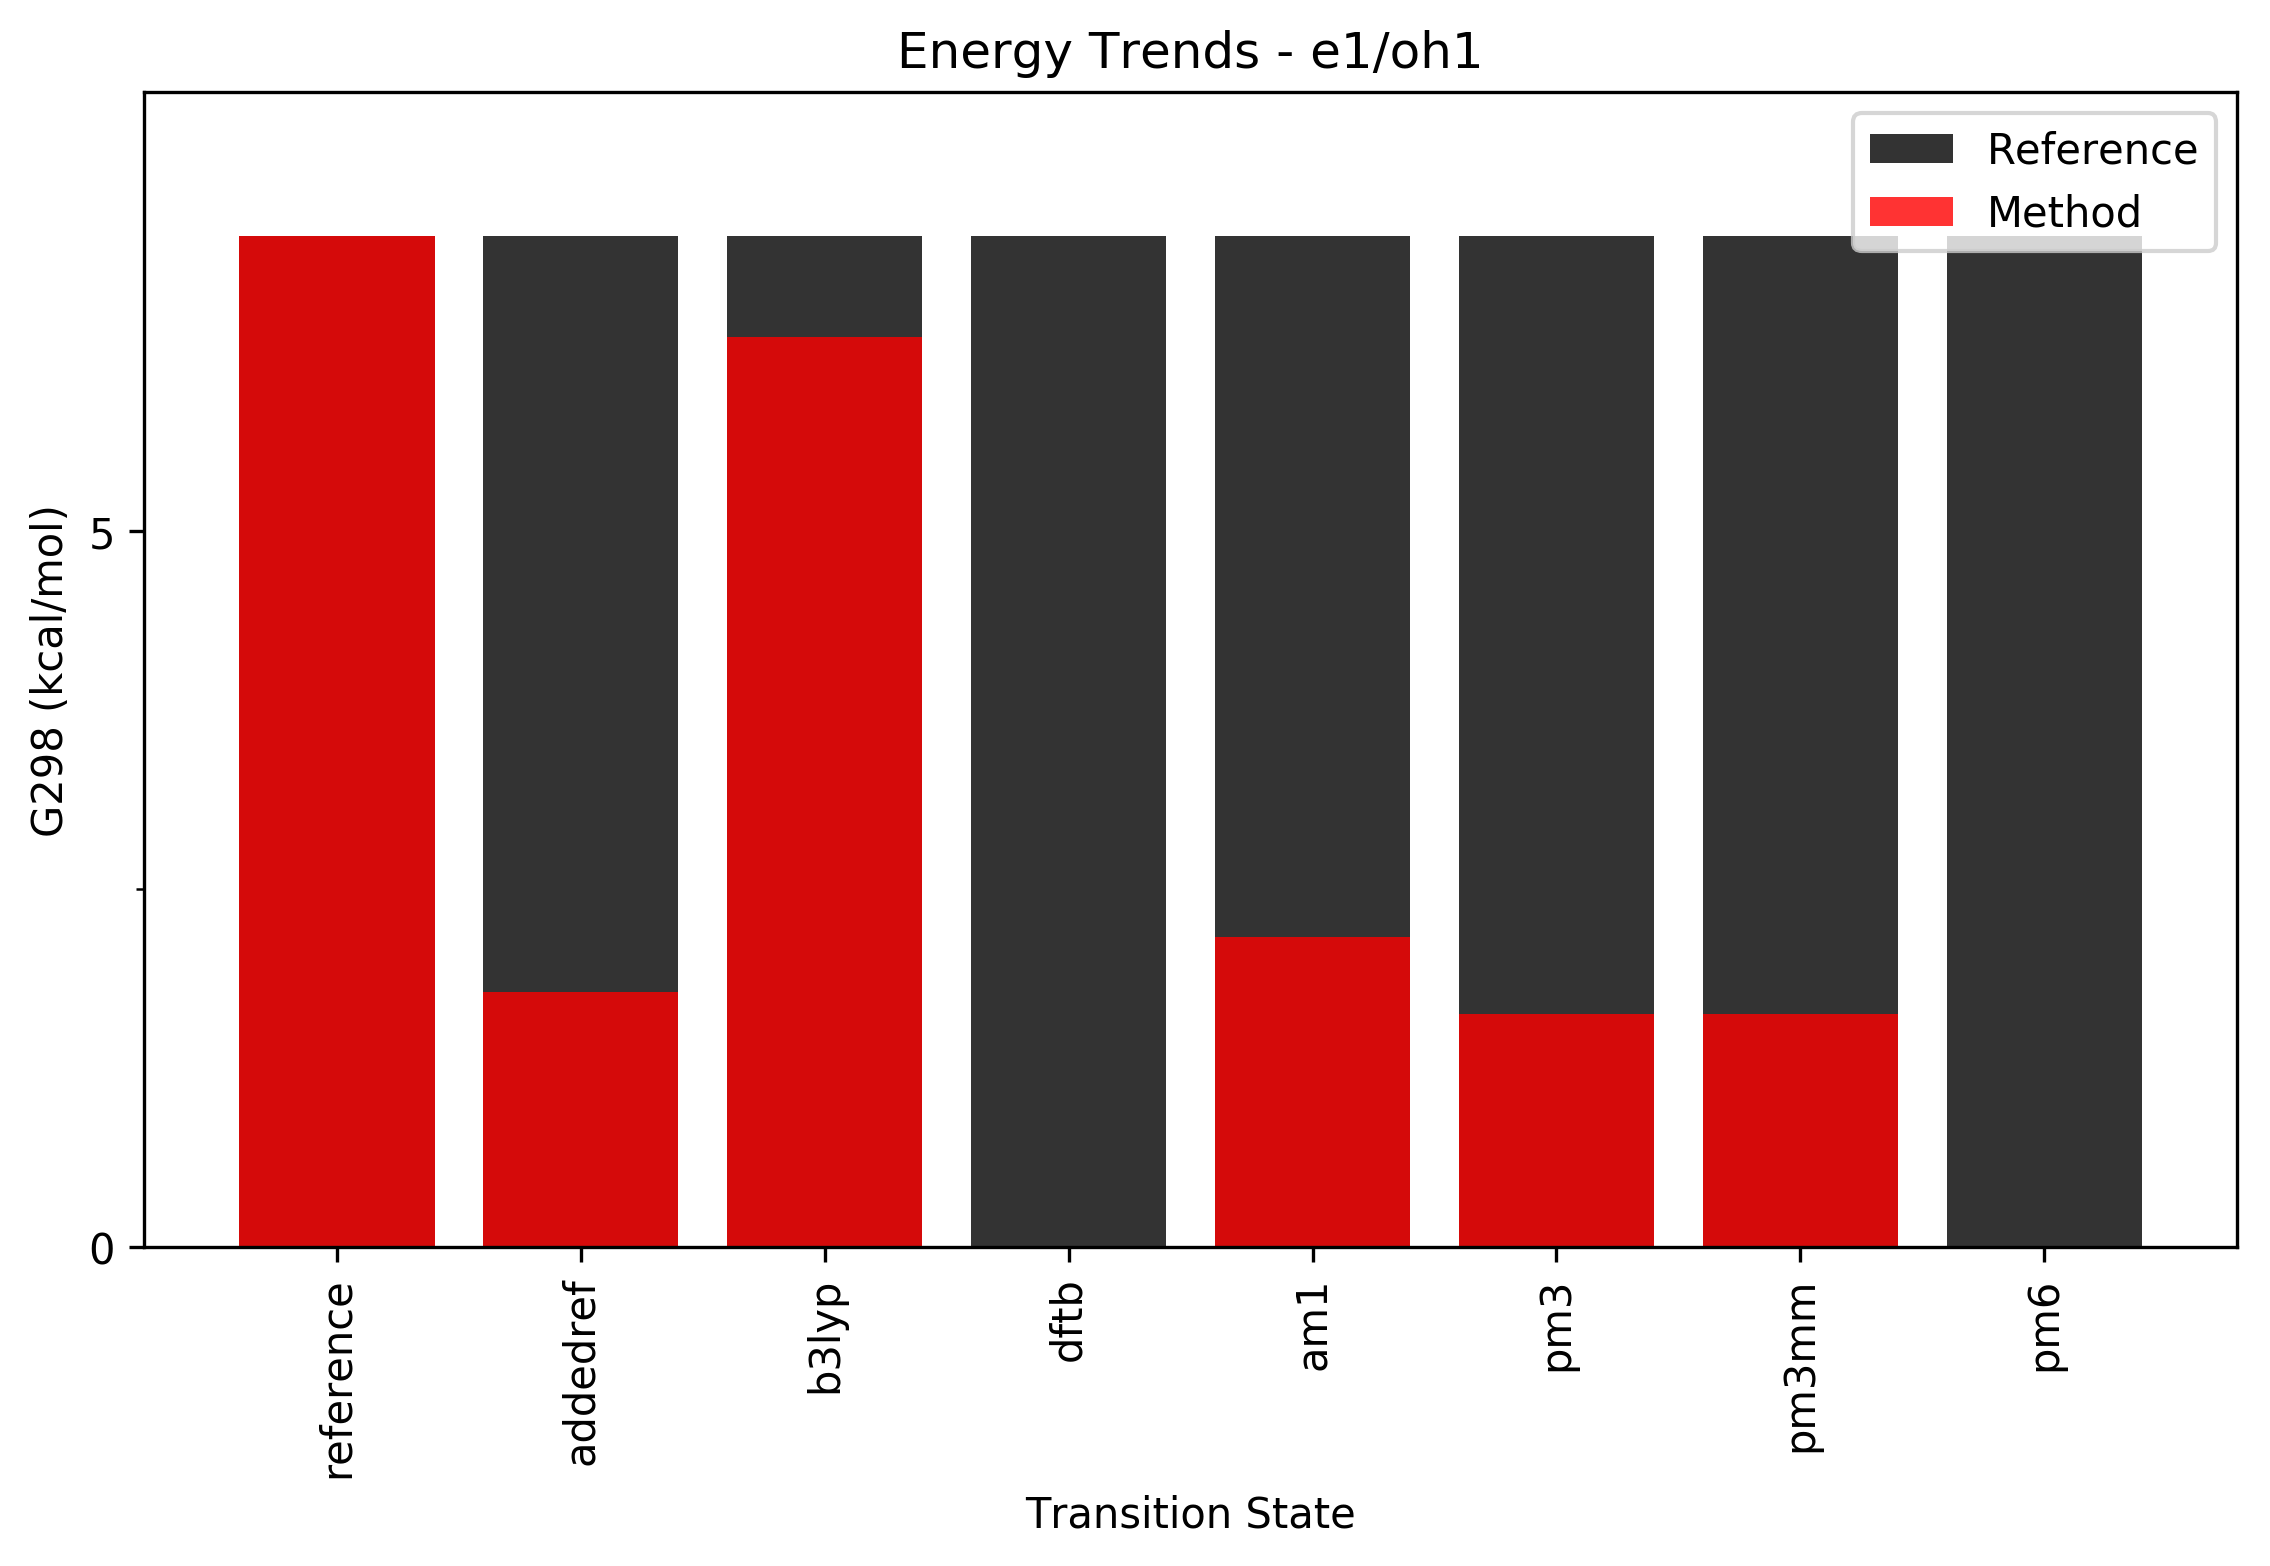 Energy Trends - e1/oh1
Reference
Method
G298 (kcal/mol)
5
0
reference
addedref
b3lyp
dftb
am1
pm3
pm3mm
pm6
Transition State